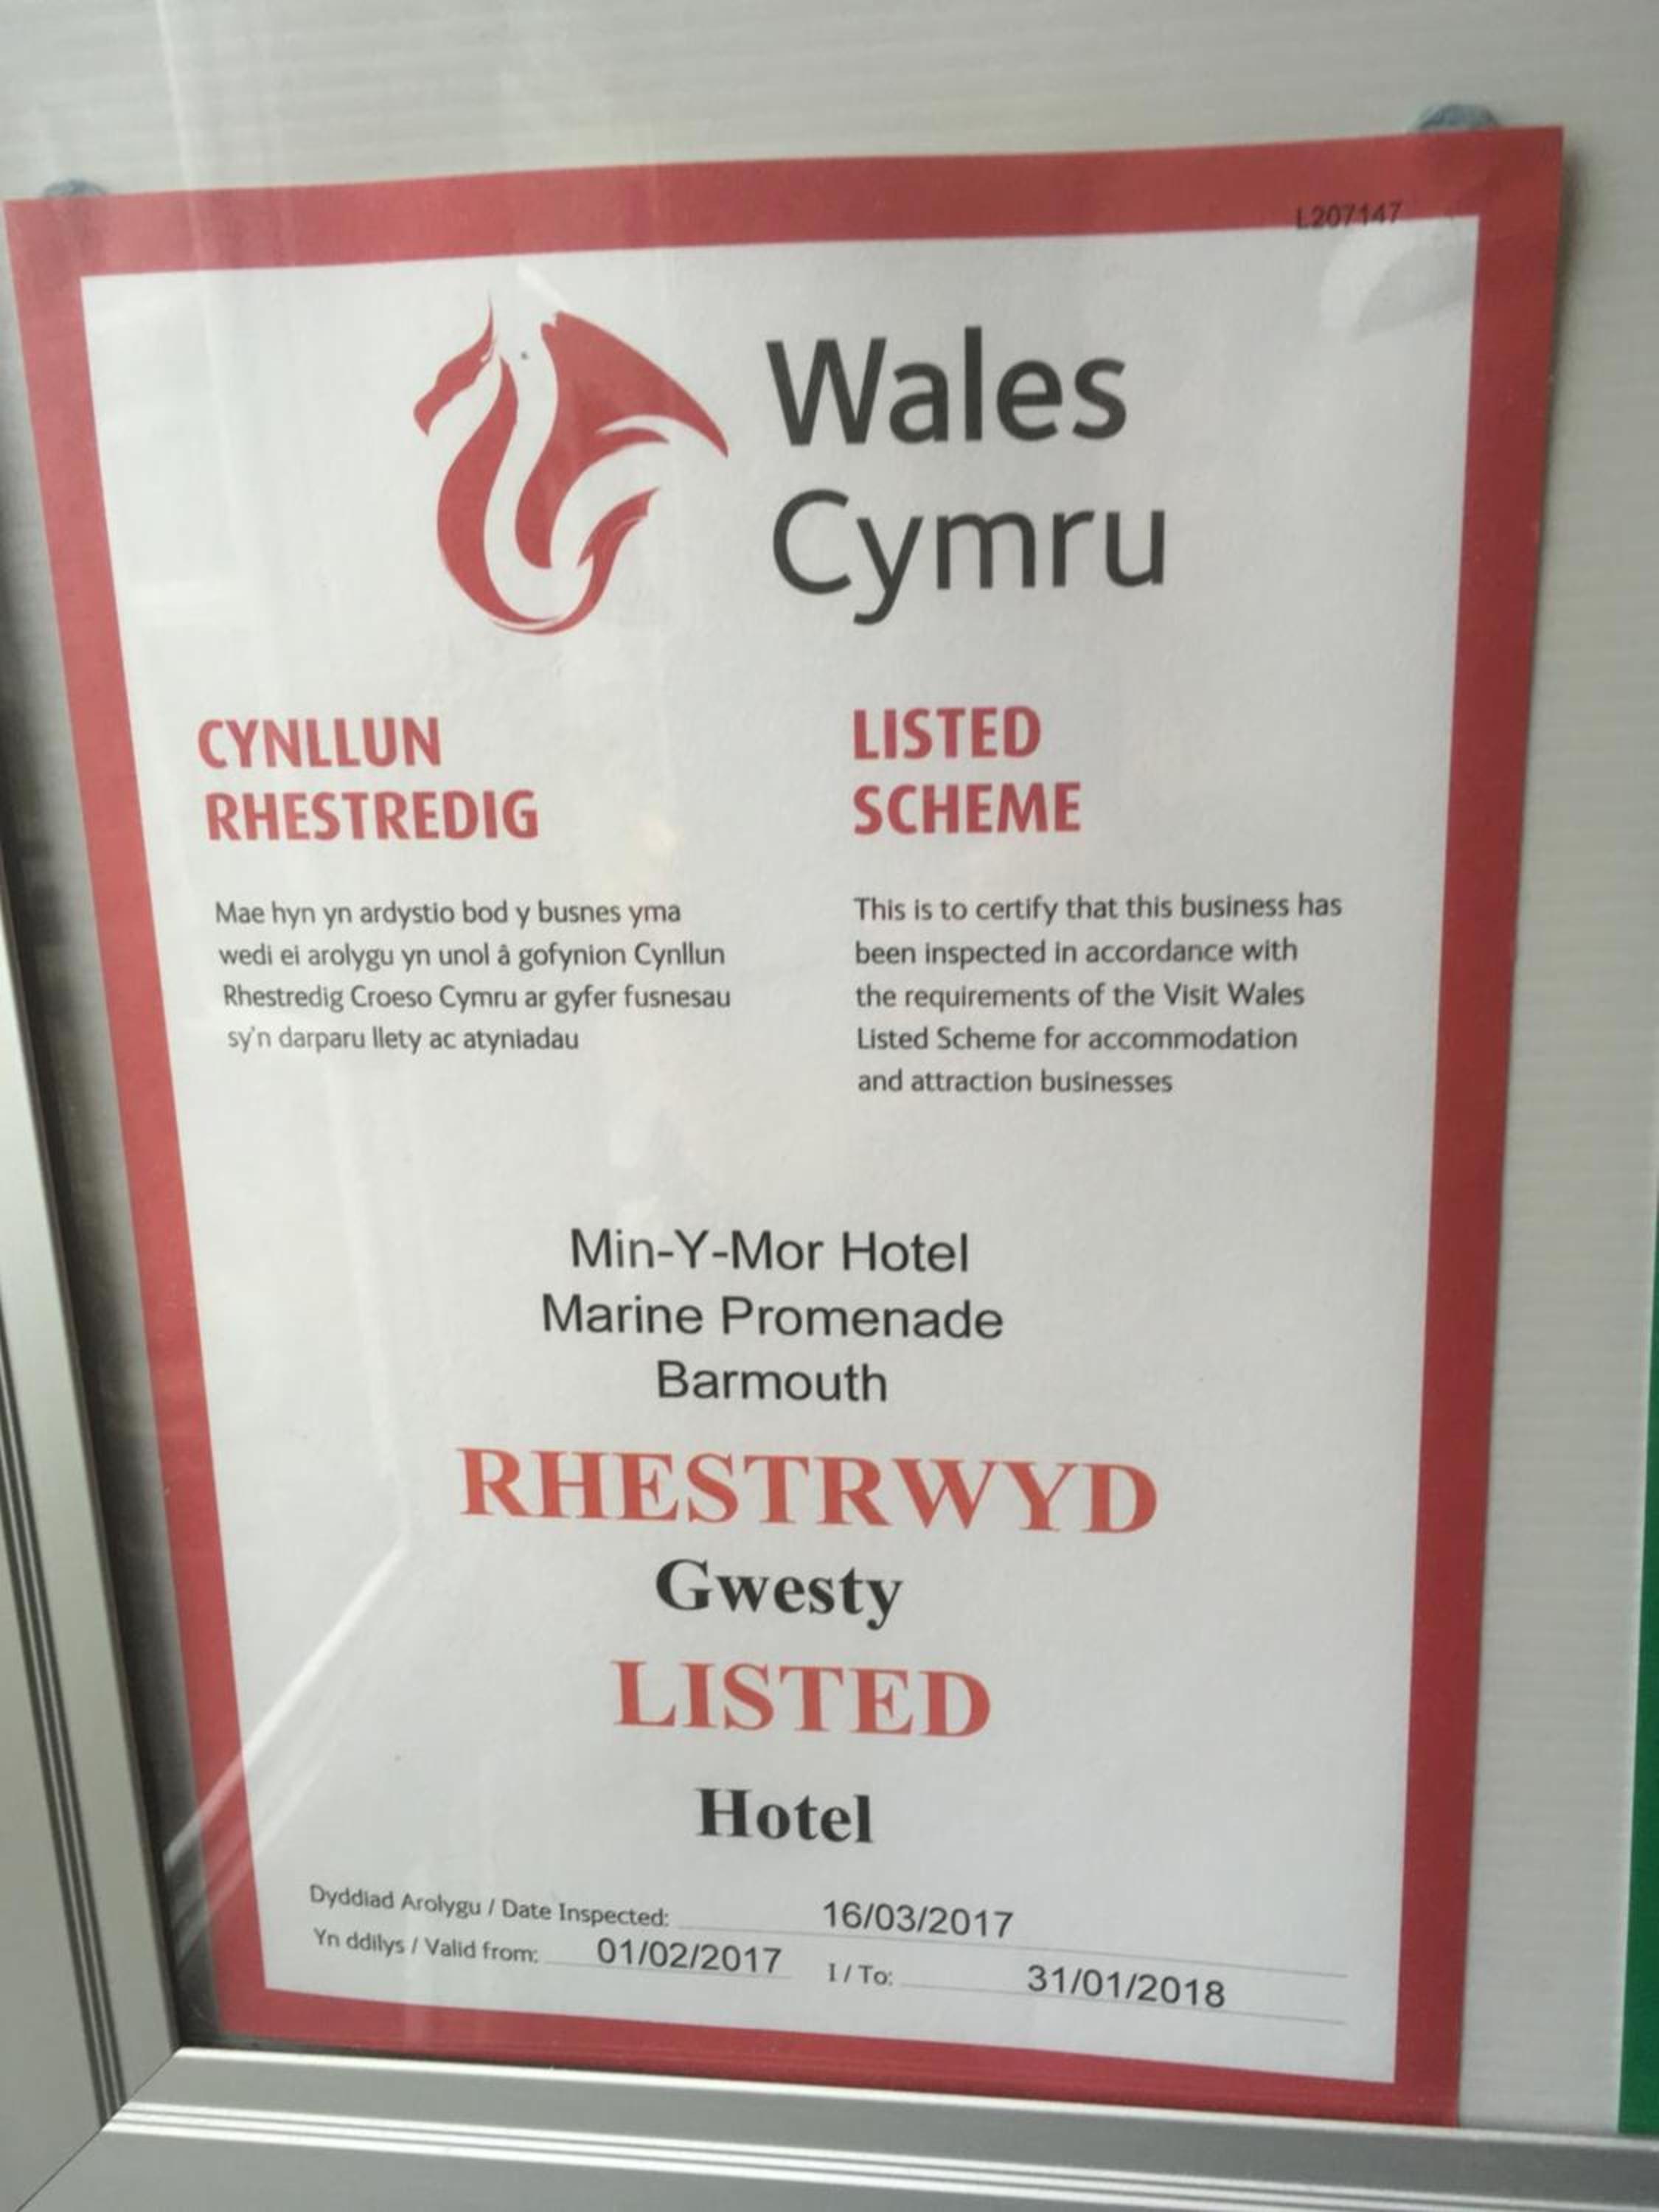 L207147
Wales
Cymru
CYNLLUN
RHESTREDIG
Mae hyn yn ardystio bod y busnes yma
wedi ei arolygu yn unol â gofynion Cynllun
Rhestredig Croeso Cymru ar gyfer fusnesau
sy'n darparu llety ac atyniadau
LISTED
SCHEME
This is to certify that this business has
been inspected in accordance with
the requirements of the Visit Wales
Listed Scheme for accommodation
and attraction businesses
Min-Y-Mor Hotel
Marine Promenade
Barmouth
RHESTRWYD
Gwesty
LISTED
Hotel
Dyddiad Arolygu / Date Inspected: 16/03/2017
Yn ddilys / Valid from: 01/02/2017 I / To: 31/01/2018